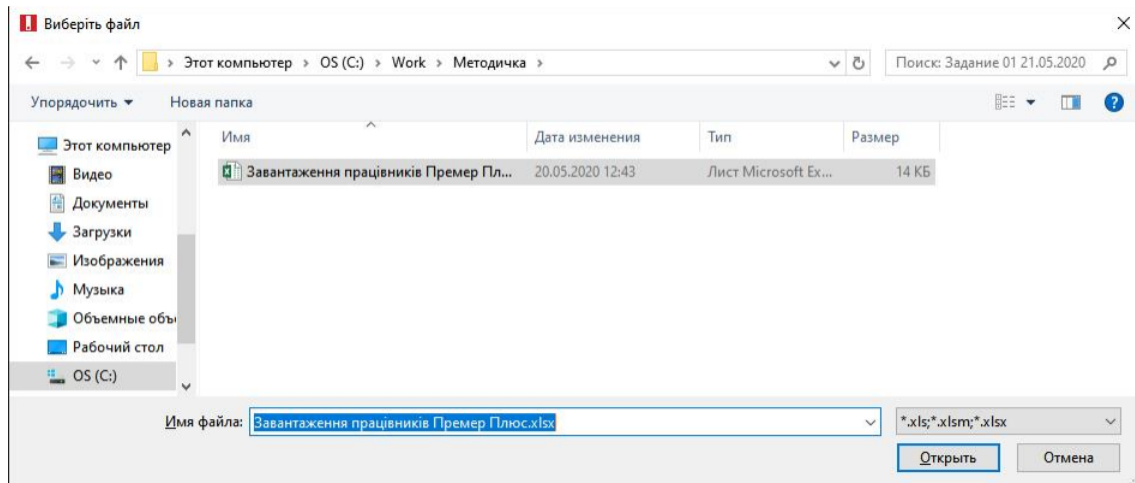 Виберіть файл
Этот компьютер > OS (C:) > Work > Методичка >
Поиск: Задание 01 21.05.2020
Упорядочить
Новая папка
Имя
Дата изменения
Тип
Размер
Этот компьютер
Завантаження працівників Премер Пл... 20.05.2020 12:43 Лист Microsoft Ex... 14 КБ
Видео
Документы
Загрузки
Изображения
Музыка
Объемные объ
Рабочий стол
OS (C:)
Имя файла: Завантаження працівників Премер Плюс.xlsx
*.xls;*.xlsm;*.xlsx
Открыть
Отмена